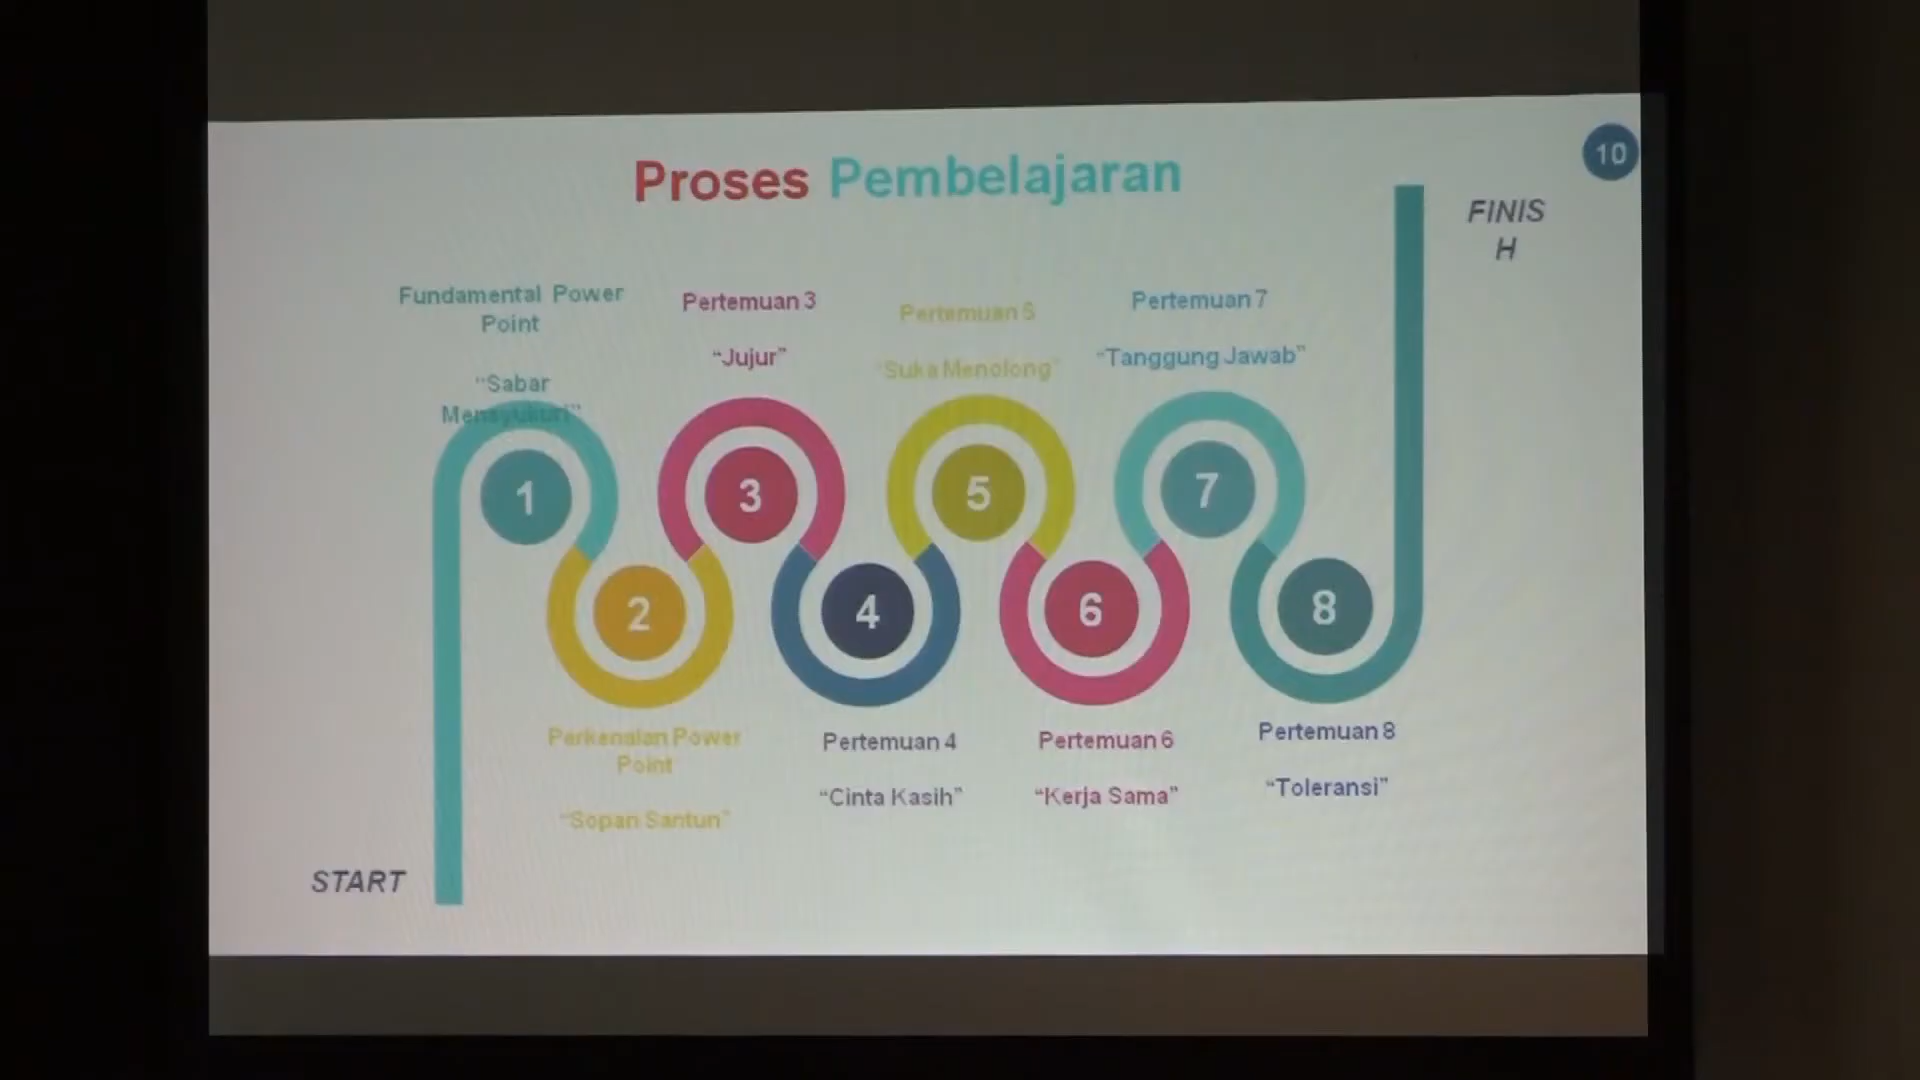 10
Proses Pembelajaran
FINIS
H
Fundamental Power
Point
“Sabar
Mensyukuri”
Pertemuan 3
“Jujur”
Pertemuan 5
“Suka Menolong”
Pertemuan 7
“Tanggung Jawab”
1
3
5
7
2
4
6
8
Perkenalan Power
Point
“Sopan Santun”
Pertemuan 4
“Cinta Kasih”
Pertemuan 6
“Kerja Sama”
Pertemuan 8
“Toleransi”
START